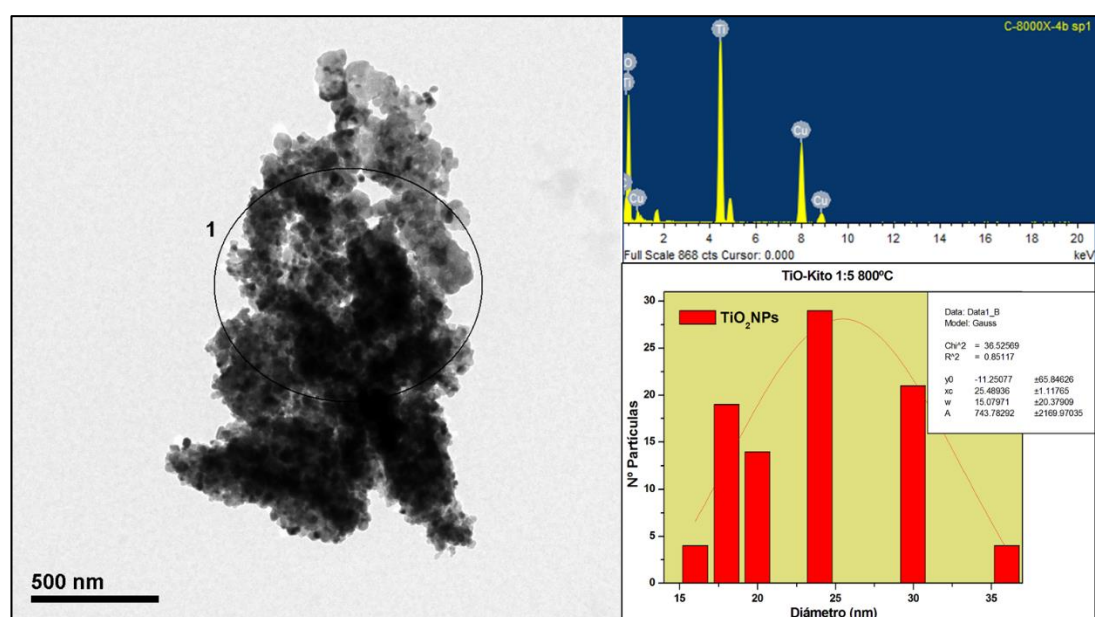 1
500 nm
C-8000X-4b sp1
Ti
O
Ti
Cu
Cu
Cu
2 4 6 8 10 12 14 16 18 20
Full Scale 868 cts Cursor: 0.000 keV
TiO-Kito 1:5 800ºC
TiO2NPs
Data: Data1_B
Model: Gauss
Chi^2 = 36.52569
R^2 = 0.85117
y0 -11.25077 ±65.84626
xc 25.48936 ±1.11765
w 15.07971 ±20.37909
A 743.78292 ±2169.97035
Nº Partículas
30
25
20
15
10
5
0
15 20 25 30 35
Diámetro (nm)